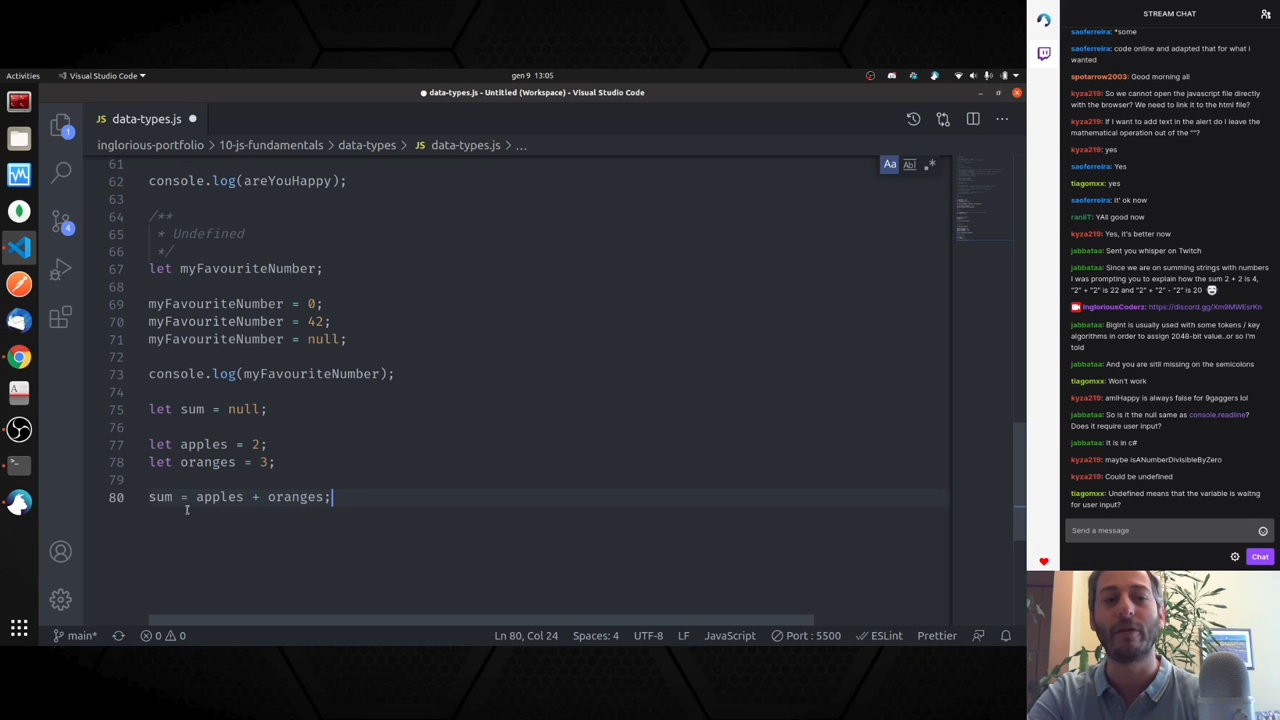 STREAM CHAT
Activities
Visual Studio Code
gen 9 13:05
data-types.js - Untitled (Workspace) - Visual Studio Code
JS data-types.js
inglorious-portfolio > 10-js-fundamentals > data-types > JS data-types.js > ...
1
4
Aa
61
62 console.log(areYouHappy);
63
64 /**
65 * undefined
66 */
67 let myFavouriteNumber;
68
69 myFavouriteNumber = 0;
70 myFavouriteNumber = 42;
71 myFavouriteNumber = null;
72
73 console.log(myFavouriteNumber);
74
75 let sum = null;
76
77 let apples = 2;
78 let oranges = 3;
79
80 sum = apples + oranges;
main*
0
0
Ln 80, Col 24
Spaces: 4
UTF-8
LF
JavaScript
Port : 5500
ESLint
Prettier
saoferreira: *some
saoferreira: code online and adapted that for what i
wanted
spotarrow2003: Good morning all
kyza219: So we cannot open the javascript file directly
with the browser? We need to link it to the html file?
kyza219: If I want to add text in the alert do I leave the
mathematical operation out of the ""?
kyza219: yes
saoferreira: Yes
tiagomxx: yes
saoferreira: it' ok now
raniiT: YAll good now
kyza219: Yes, it's better now
jabbataa: Sent you whisper on Twitch
jabbataa: Since we are on summing strings with numbers
I was prompting you to explain how the sum 2 + 2 is 4,
"2" + "2" is 22 and "2" + "2" - "2" is 20
IngloriousCoderz: https://discord.gg/Xm9MWEsrKn
jabbataa: BigInt is usually used with some tokens / key
algorithms in order to assign 2048-bit value..or so I'm
told
jabbataa: And you are sitll missing on the semicolons
tiagomxx: Won't work
kyza219: amIHappy is always false for 9gaggers lol
jabbataa: So is it the null same as console.readline?
Does it require user input?
jabbataa: It is in c#
kyza219: maybe isANumberDivisibleByZero
kyza219: Could be undefined
tiagomxx: Undefined means that the variable is waitng
for user input?
Send a message
Chat